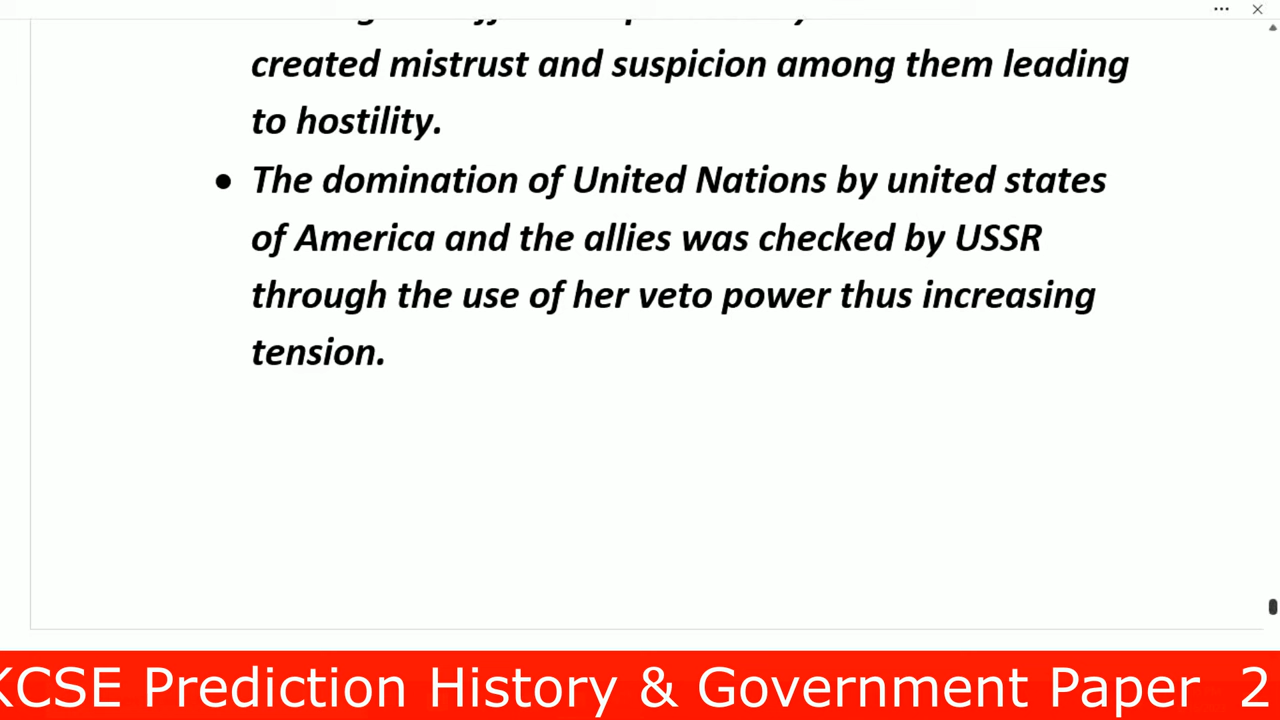 created mistrust and suspicion among them leading
to hostility.
• The domination of United Nations by united states
of America and the allies was checked by USSR
through the use of her veto power thus increasing
tension.
KCSE Prediction History & Government Paper 2